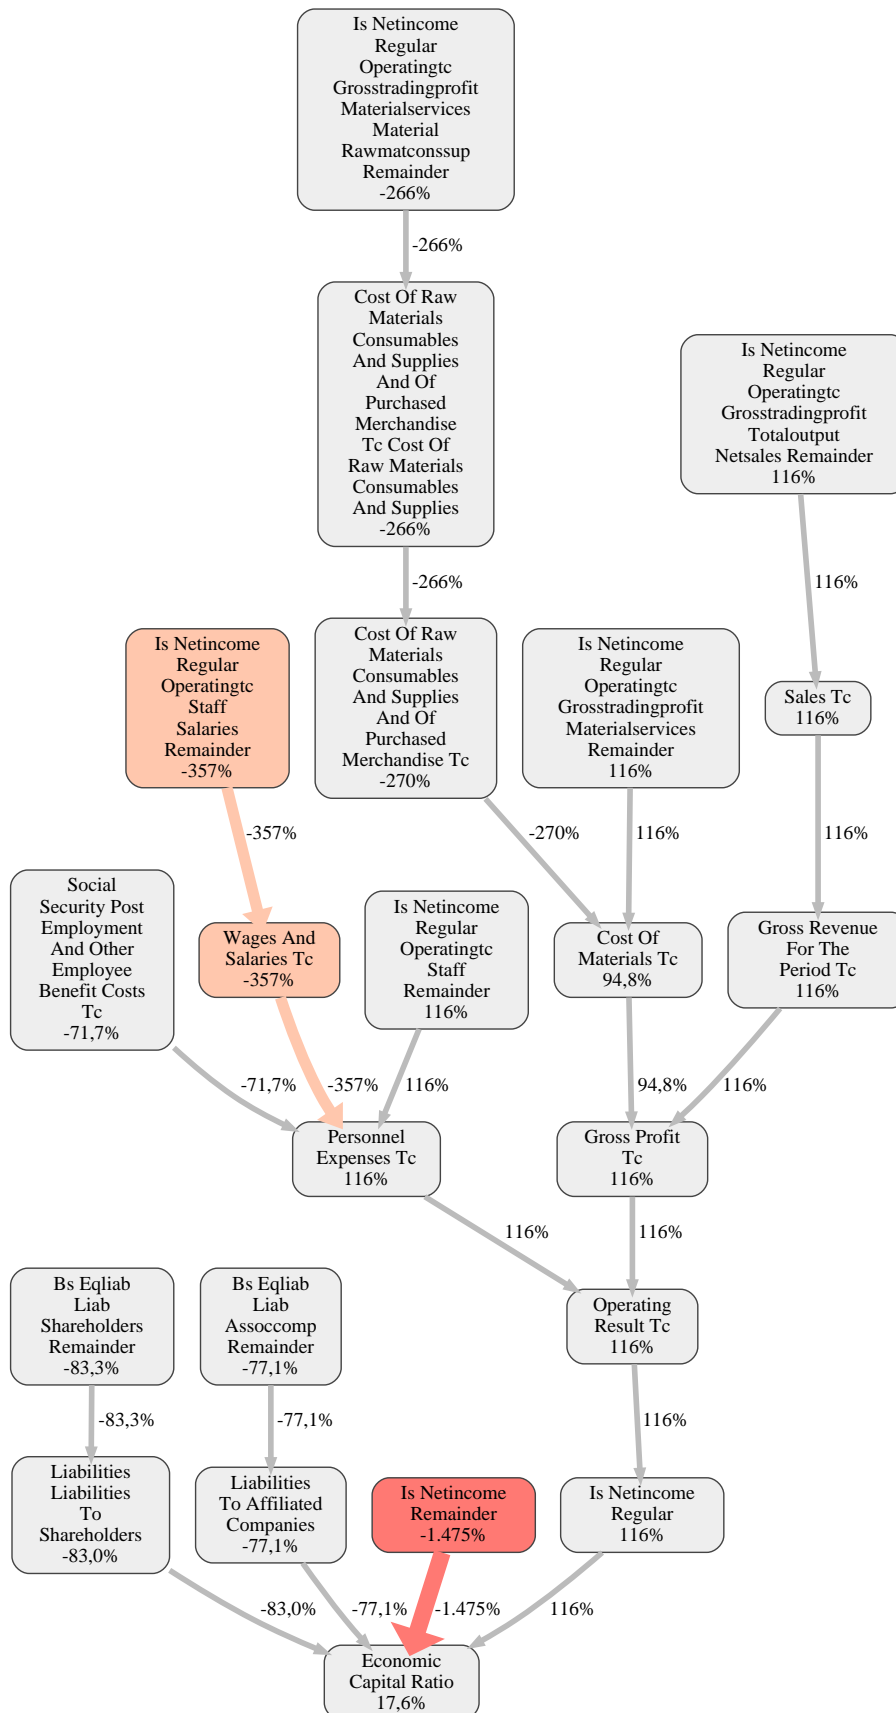 Is Netincome
Regular
Operatingtc
Grosstradingprofit
Materialservices
Material
Rawmatconssup
Remainder
-266%
-266%
Cost Of Raw
Materials
Consumables
And Supplies
And Of
Purchased
Merchandise
Tc Cost Of
Raw Materials
Consumables
And Supplies
-266%
Is Netincome
Regular
Operatingtc
Grosstradingprofit
Totaloutput
Netsales Remainder
116%
-266%
116%
Is Netincome
Regular
Operatingtc
Staff
Salaries
Remainder
-357%
Cost Of Raw
Materials
Consumables
And Supplies
And Of
Purchased
Merchandise Tc
-270%
Is Netincome
Regular
Operatingtc
Grosstradingprofit
Materialservices
Remainder
116%
Sales Tc
116%
-357%
-270%
116%
116%
Social
Security Post
Employment
And Other
Employee
Benefit Costs
Tc
-71,7%
Wages And
Salaries Tc
-357%
Is Netincome
Regular
Operatingtc
Staff
Remainder
116%
Cost Of
Materials Tc
94,8%
Gross Revenue
For The
Period Tc
116%
-71,7%
-357%
116%
94,8%
116%
Personnel
Expenses Tc
116%
Gross Profit
Tc
116%
116%
116%
Bs Eqliab
Liab
Shareholders
Remainder
-83,3%
Bs Eqliab
Liab
Assoccomp
Remainder
-77,1%
Operating
Result Tc
116%
-83,3%
-77,1%
116%
Liabilities
Liabilities
To
Shareholders
-83,0%
Liabilities
To Affiliated
Companies
-77,1%
Is Netincome
Remainder
-1.475%
Is Netincome
Regular
116%
-83,0%
-77,1%
-1.475%
116%
Economic
Capital Ratio
17,6%